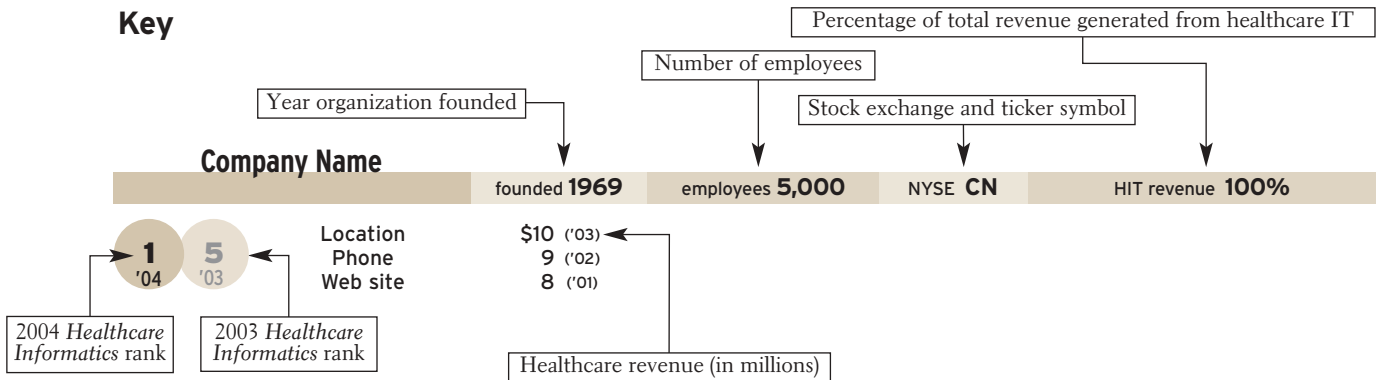 Key
Percentage of total revenue generated from healthcare IT
Number of employees
Year organization founded
Stock exchange and ticker symbol
Company Name
founded 1969 employees 5,000 NYSE CN HIT revenue 100%
1 5 Location $10 ('03)
'04 '03 Phone 9 ('02)
Web site 8 ('01)
2004 Healthcare
Informatics rank
2003 Healthcare
Informatics rank
Healthcare revenue (in millions)